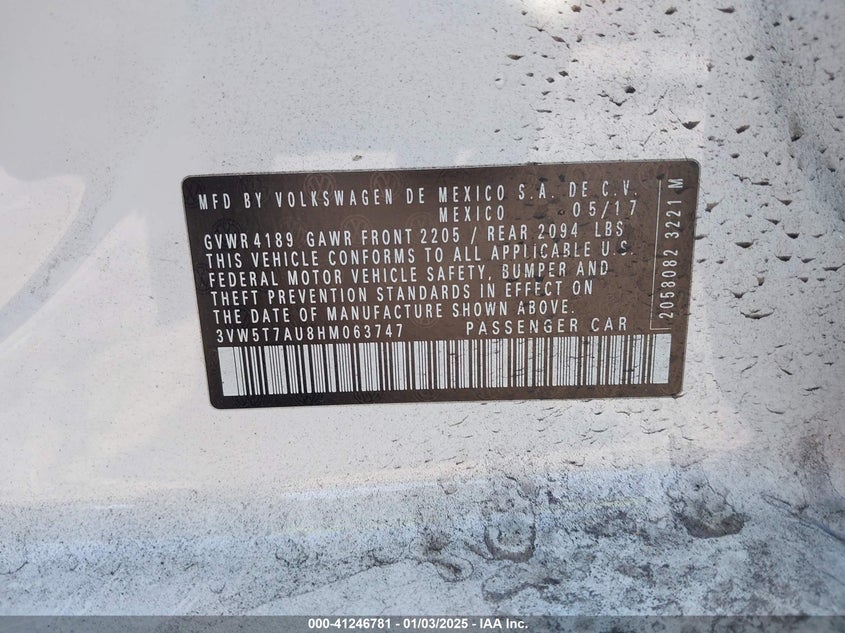 MFD BY VOLKSWAGEN DE MEXICO S.A. DE C.V.
MEXICO 05/17
GVWR 4189 GAWR FRONT 2205 / REAR 2094 LBS
THIS VEHICLE CONFORMS TO ALL APPLICABLE U.S.
FEDERAL MOTOR VEHICLE SAFETY, BUMPER AND
THEFT PREVENTION STANDARDS IN EFFECT ON
THE DATE OF MANUFACTURE SHOWN ABOVE.
3VW5T7AU8HM063747 PASSENGER CAR
2058082 3221 M
000-41246781 - 01/03/2025 - IAA Inc.